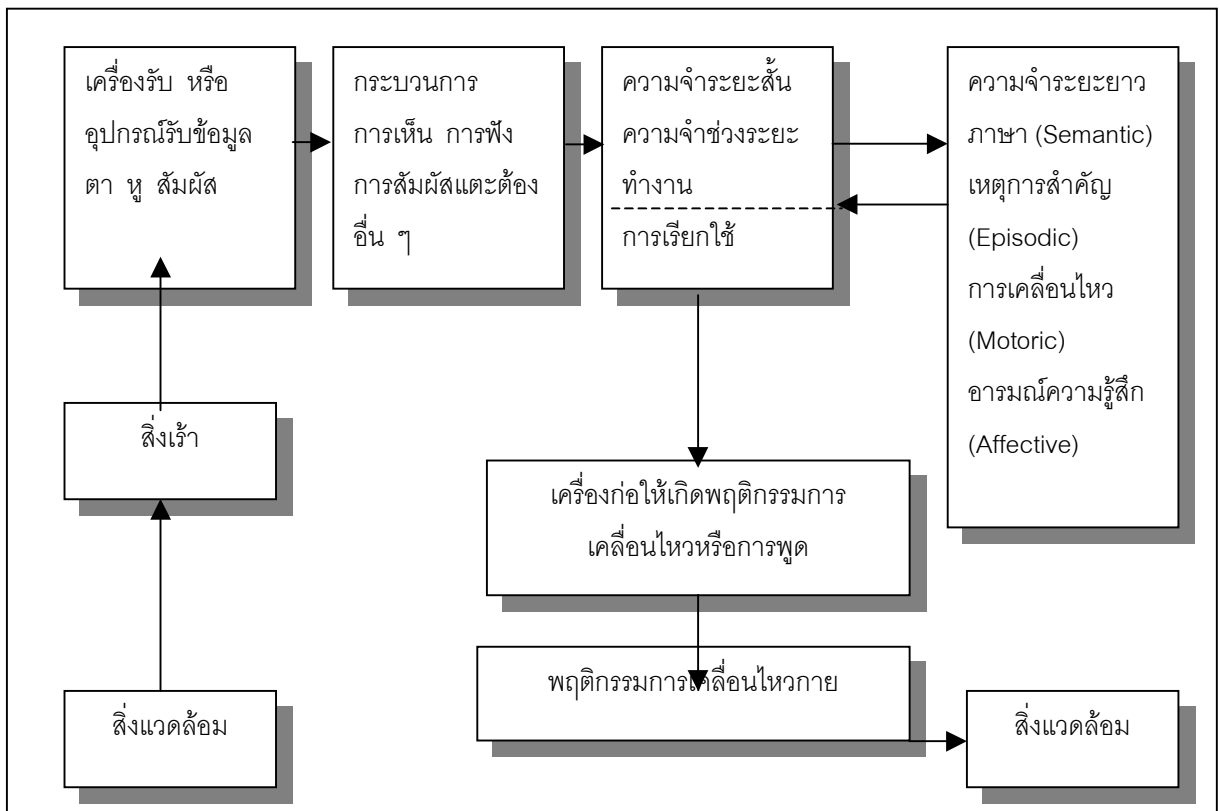 เครื่องรับ หรือ
อุปกรณ์รับข้อมูล
ตา หู สัมผัส
กระบวนการ
การเห็น การฟัง
การสัมผัสแตะต้อง
อื่น ๆ
ความจำระยะสั้น
ความจำช่วงระยะ
ทำงาน
การเรียกใช้
ความจำระยะยาว
ภาษา (Semantic)
เหตุการสำคัญ
(Episodic)
การเคลื่อนไหว
(Motoric)
อารมณ์ความรู้สึก
(Affective)
สิ่งเร้า
เครื่องก่อให้เกิดพฤติกรรมการ
เคลื่อนไหวหรือการพูด
พฤติกรรมการเคลื่อนไหวกาย
สิ่งแวดล้อม
สิ่งแวดล้อม